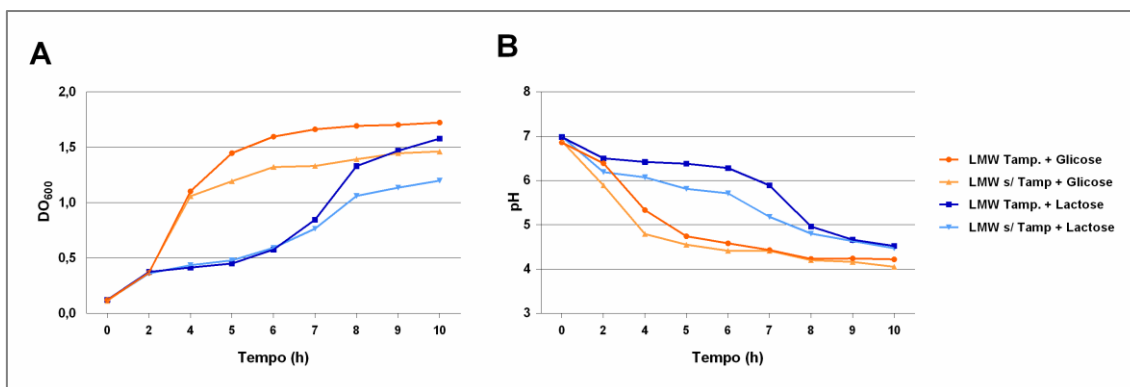 A
2,0
1,5
1,0
0,5
0,0
DO600
0 2 4 5 6 7 8 9 10
Tempo (h)
B
8
7
6
5
4
3
pH
0 2 4 5 6 7 8 9 10
Tempo (h)
LMW Tamp. + Glicose
LMW s/ Tamp + Glicose
LMW Tamp. + Lactose
LMW s/ Tamp + Lactose